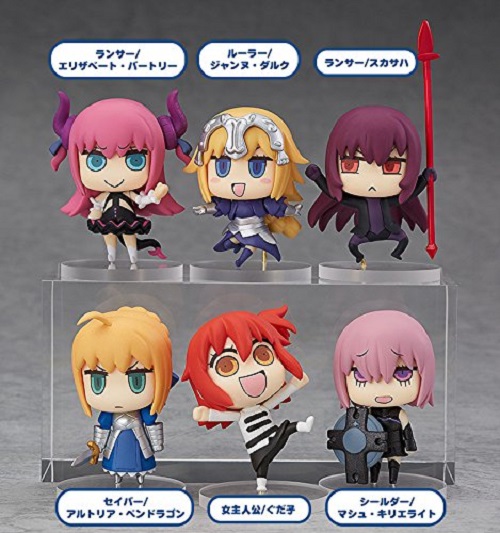 ランサー/
エリザベート・バートリー
ルーラー/
ジャンヌ・ダルク
ランサー/スカサハ
セイバー/
アルトリア・ペンドラゴン
女主人公/ぐだ子
シールダー/
マシュ・キリエライト